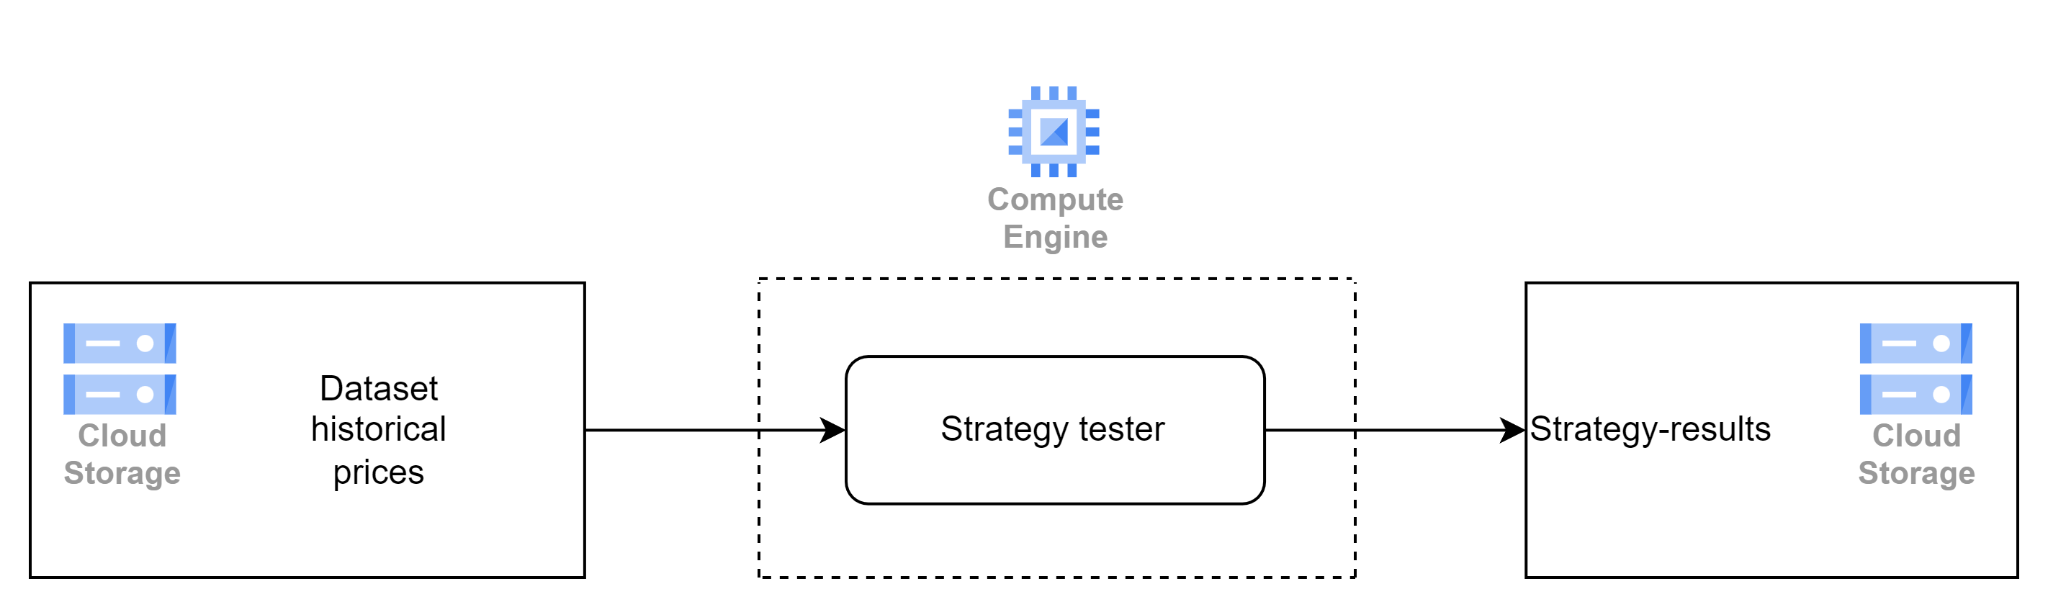 Compute
Engine
Cloud
Storage
Dataset
historical
prices
Strategy tester
Strategy-results
Cloud
Storage